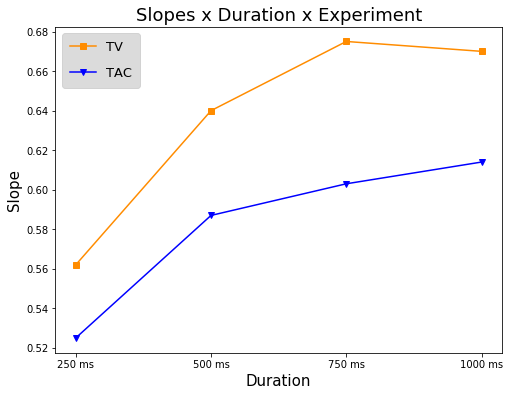 Slopes x Duration x Experiment
TV
TAC
Slope
0.68
0.66
0.64
0.62
0.60
0.58
0.56
0.54
0.52
250 ms
500 ms
750 ms
1000 ms
Duration